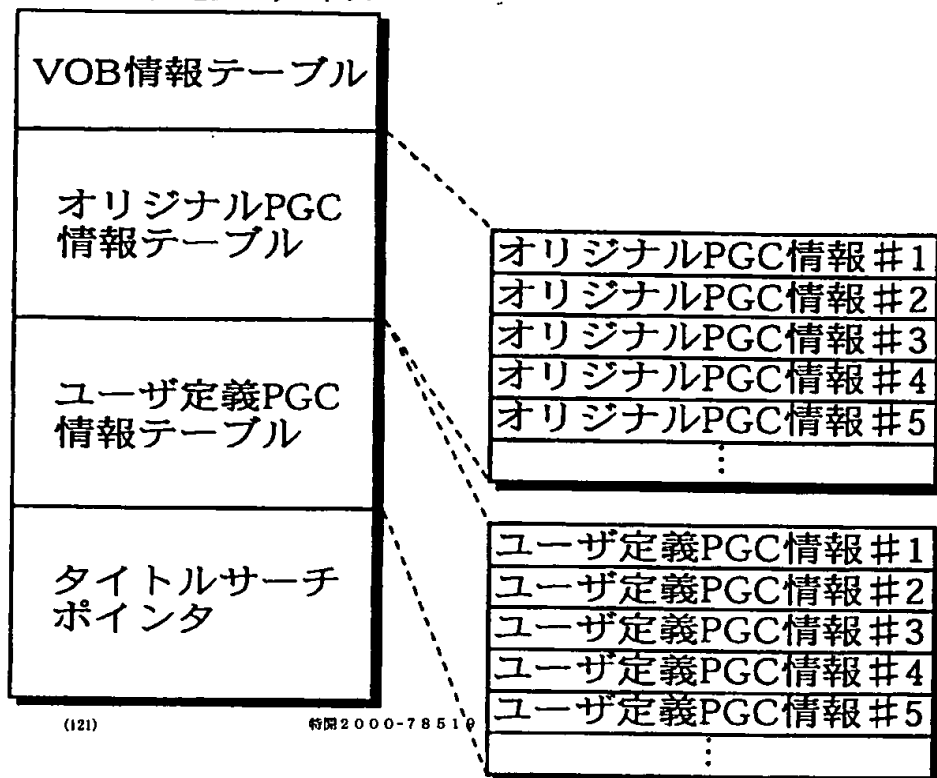 VOB情報テーブル
オリジナルPGC
情報テーブル
ユーザ定義PGC
情報テーブル
タイトルサーチ
ポインタ
オリジナルPGC情報#1
オリジナルPGC情報#2
オリジナルPGC情報#3
オリジナルPGC情報#4
オリジナルPGC情報#5
⋮
ユーザ定義PGC情報#1
ユーザ定義PGC情報#2
ユーザ定義PGC情報#3
ユーザ定義PGC情報#4
ユーザ定義PGC情報#5
⋮
(121)
特開2000-78519